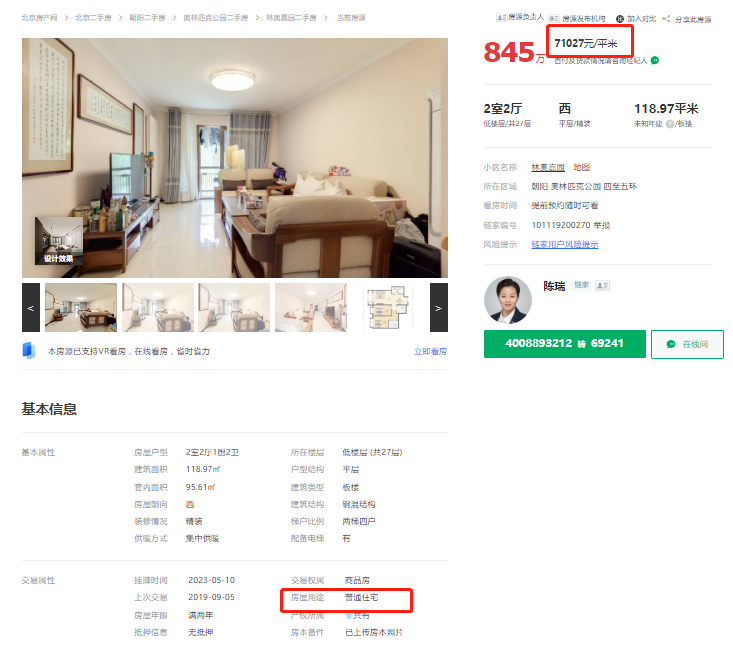 北京房产网 > 北京二手房 > 朝阳二手房 > 奥林匹克公园二手房 > 林奥嘉园二手房 > 当前房源
房源负责人 房源发布机构 加入对比 分享此房源
845万 71027元/平米
首付及贷款情况请咨询经纪人
2室2厅 西 118.97平米
低楼层/共27层 平层/精装 未知年建 ?/板楼
小区名称 林奥嘉园 地图
所在区域 朝阳 奥林匹克公园 四至五环
看房时间 提前预约随时可看
链家编号 101119200270 举报
风险提示 链家用户风险提示
设计效果
< >
陈瑞 链家
4008893212 转 69241 在线问
本房源已支持VR看房,在线看房,省时省力 立即看房
基本信息
基本属性 房屋户型 2室2厅1厨2卫 所在楼层 低楼层 (共27层)
建筑面积 118.97㎡ 户型结构 平层
套内面积 95.61㎡ 建筑类型 板楼
房屋朝向 西 建筑结构 钢混结构
装修情况 精装 梯户比例 两梯四户
供暖方式 集中供暖 配备电梯 有
交易属性 挂牌时间 2023-05-10 交易权属 商品房
上次交易 2019-09-05 房屋用途 普通住宅
房屋年限 满两年 产权所属 非共有
抵押信息 无抵押 房本备件 已上传房本照片